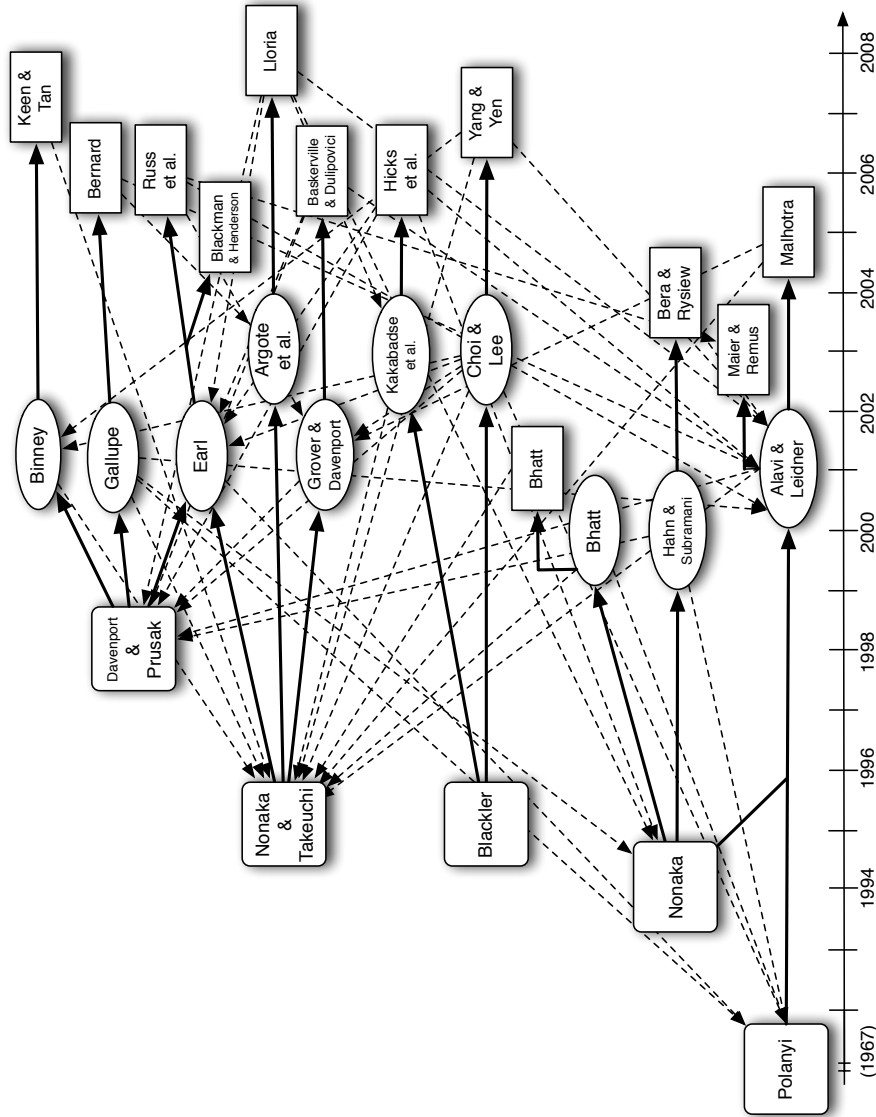 Keen &
Tan
Bernard
Russ
et al.
Blackman
& Henderson
Lloria
Baskerville
& Dulipovici
Hicks
et al.
Yang &
Yen
Bera &
Rysiew
Maier &
Remus
Malhotra
Binney
Gallupe
Earl
Argote
et al.
Grover &
Davenport
Kakabadse
et al.
Choi &
Lee
Bhatt
Bhatt
Hahn &
Subramani
Alavi &
Leidner
Davenport
&
Prusak
Nonaka
&
Takeuchi
Blackler
Nonaka
Polanyi
(1967)
1994
1996
1998
2000
2002
2004
2006
2008